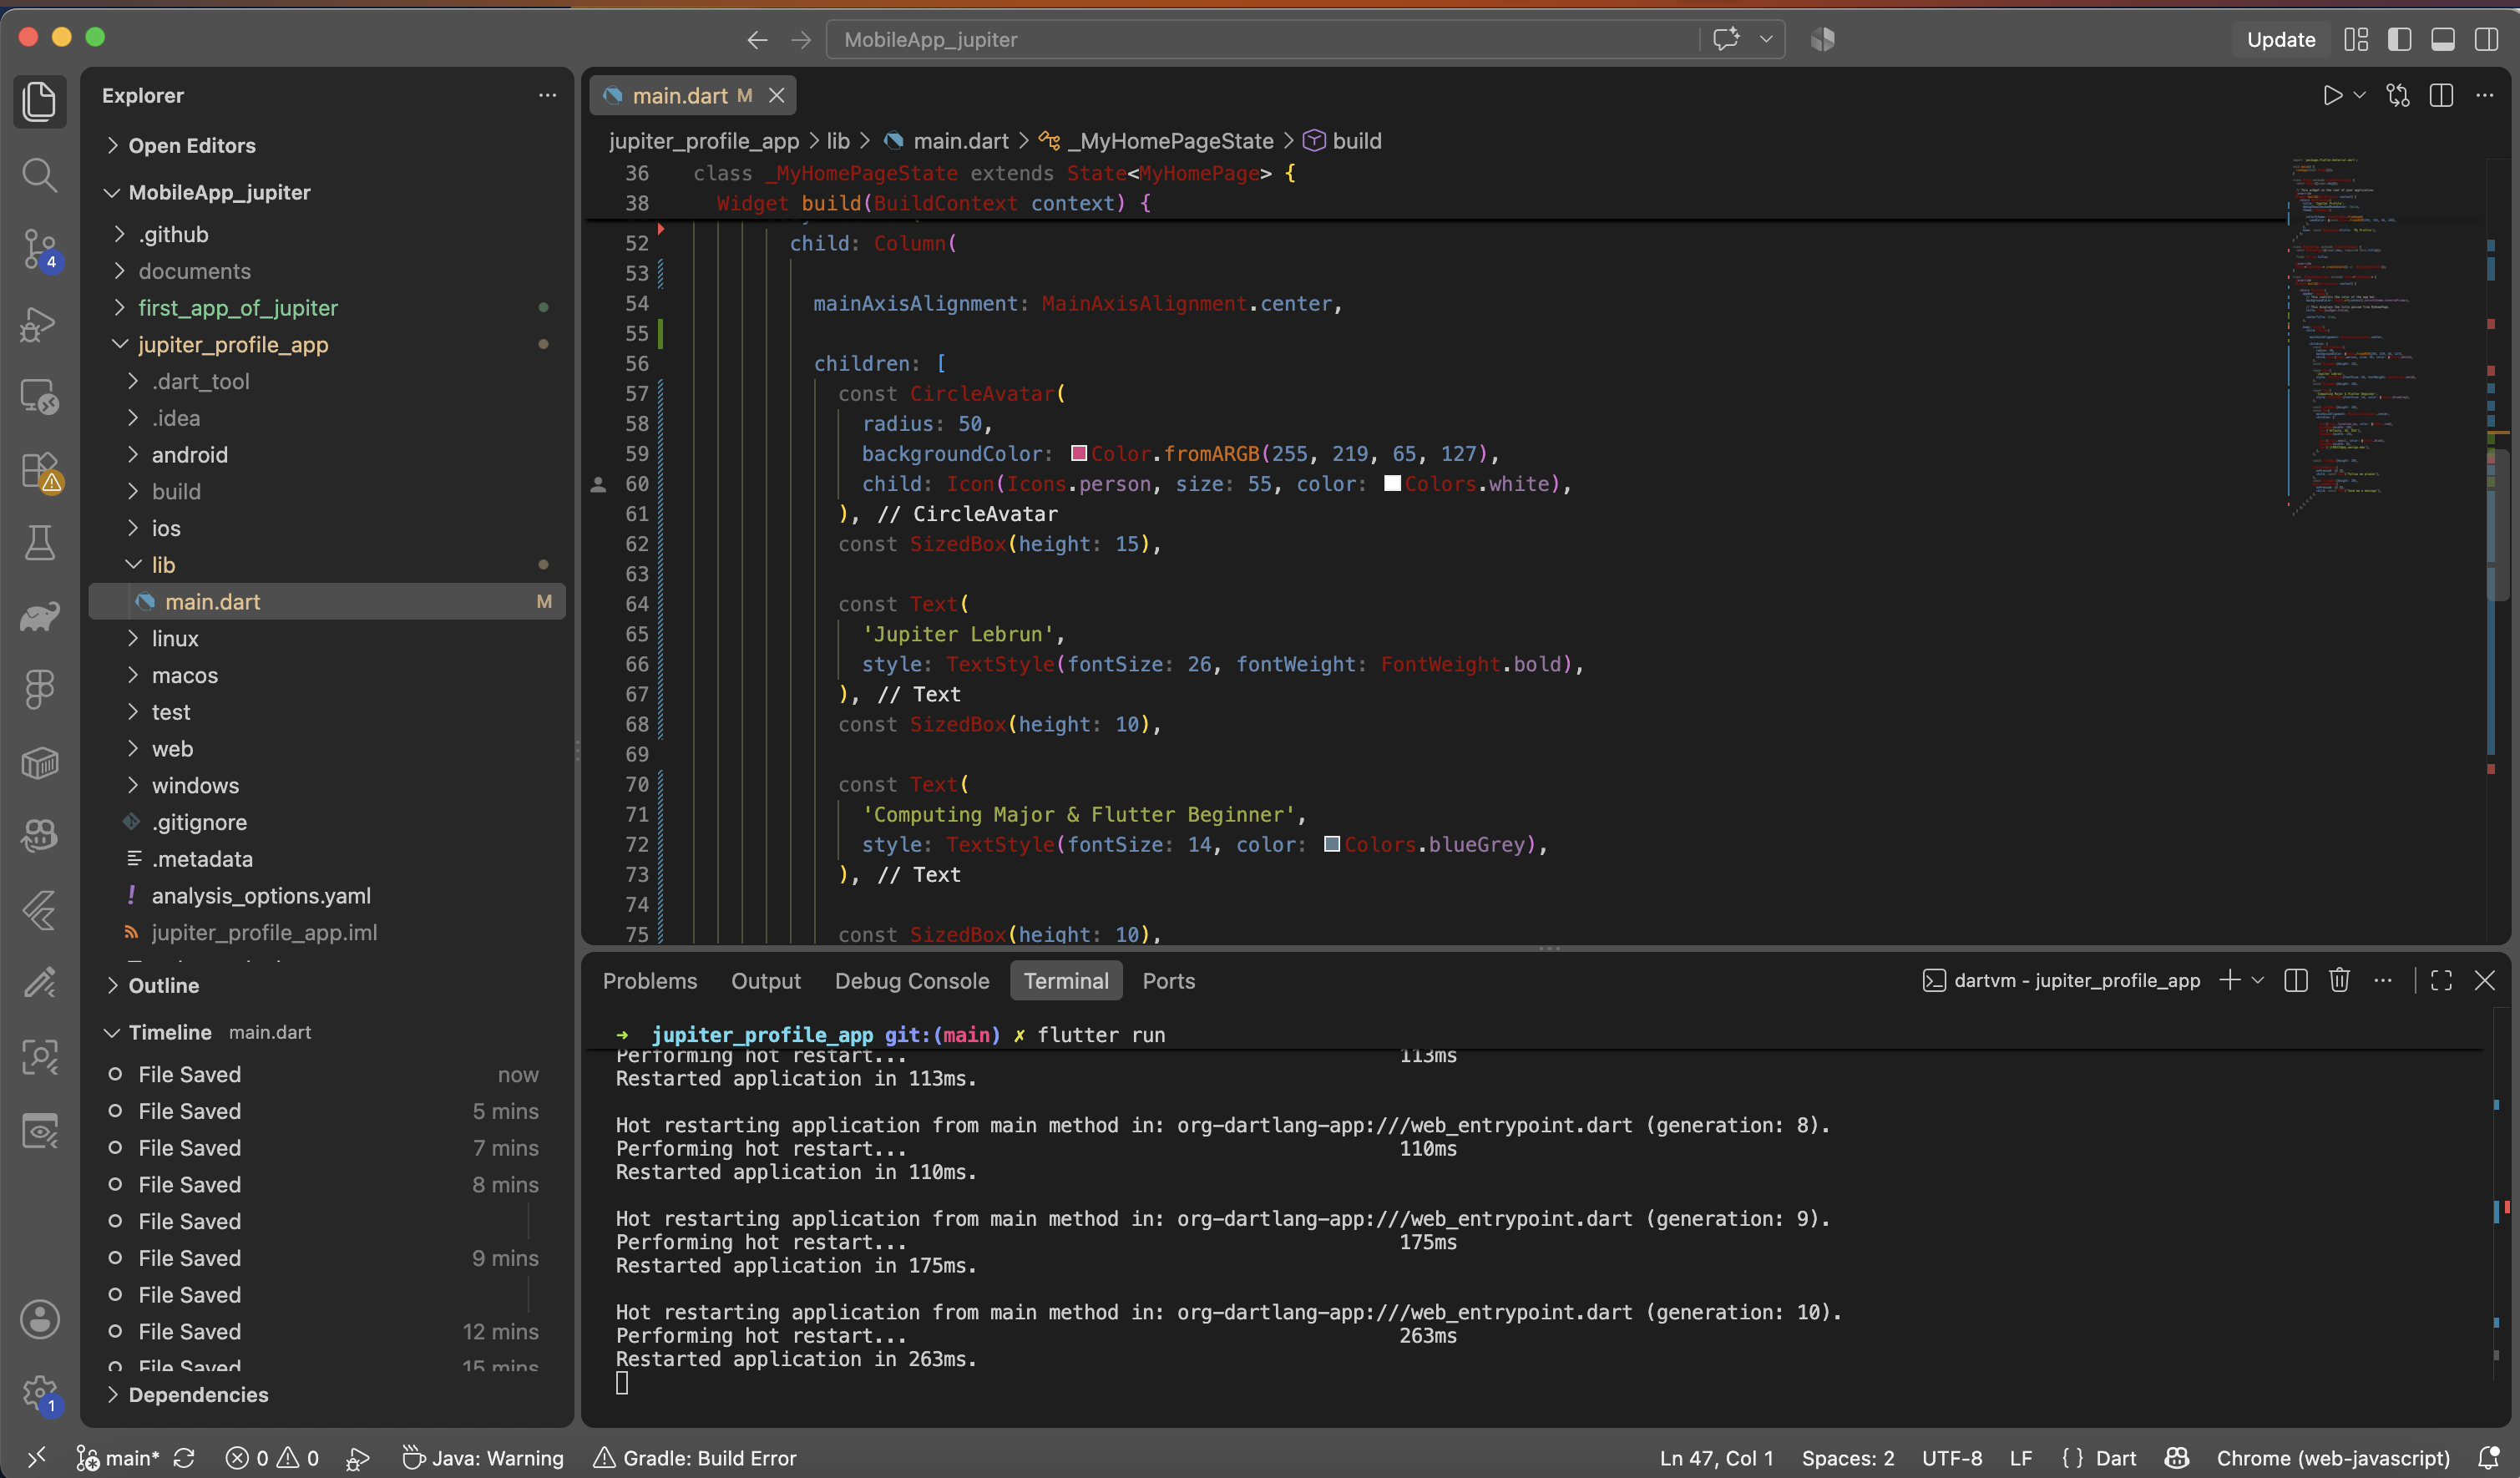 MobileApp_jupiter
Update
Explorer
Open Editors
MobileApp_jupiter
.github
documents
first_app_of_jupiter
jupiter_profile_app
.dart_tool
.idea
android
build
ios
lib
main.dart M
linux
macos
test
web
windows
.gitignore
.metadata
! analysis_options.yaml
jupiter_profile_app.iml
Outline
Timeline main.dart
File Saved now
File Saved 5 mins
File Saved 7 mins
File Saved 8 mins
File Saved
File Saved 9 mins
File Saved
File Saved 12 mins
File Saved 15 mins
Dependencies
4
1
main.dart M
jupiter_profile_app > lib > main.dart > _MyHomePageState > build
36 class _MyHomePageState extends State<MyHomePage> {
38 Widget build(BuildContext context) {
52 child: Column(
53
54 mainAxisAlignment: MainAxisAlignment.center,
55
56 children: [
57 const CircleAvatar(
58 radius: 50,
59 backgroundColor: Color.fromARGB(255, 219, 65, 127),
60 child: Icon(Icons.person, size: 55, color: Colors.white),
61 ), // CircleAvatar
62 const SizedBox(height: 15),
63
64 const Text(
65 'Jupiter Lebrun',
66 style: TextStyle(fontSize: 26, fontWeight: FontWeight.bold),
67 ), // Text
68 const SizedBox(height: 10),
69
70 const Text(
71 'Computing Major & Flutter Beginner',
72 style: TextStyle(fontSize: 14, color: Colors.blueGrey),
73 ), // Text
74
75 const SizedBox(height: 10),
Problems Output Debug Console Terminal Ports
dartvm - jupiter_profile_app
➜ jupiter_profile_app git:(main) ✗ flutter run
Performing hot restart... 113ms
Restarted application in 113ms.
Hot restarting application from main method in: org-dartlang-app:///web_entrypoint.dart (generation: 8).
Performing hot restart... 110ms
Restarted application in 110ms.
Hot restarting application from main method in: org-dartlang-app:///web_entrypoint.dart (generation: 9).
Performing hot restart... 175ms
Restarted application in 175ms.
Hot restarting application from main method in: org-dartlang-app:///web_entrypoint.dart (generation: 10).
Performing hot restart... 263ms
Restarted application in 263ms.
main* 0 0 Java: Warning Gradle: Build Error Ln 47, Col 1 Spaces: 2 UTF-8 LF { } Dart Chrome (web-javascript)